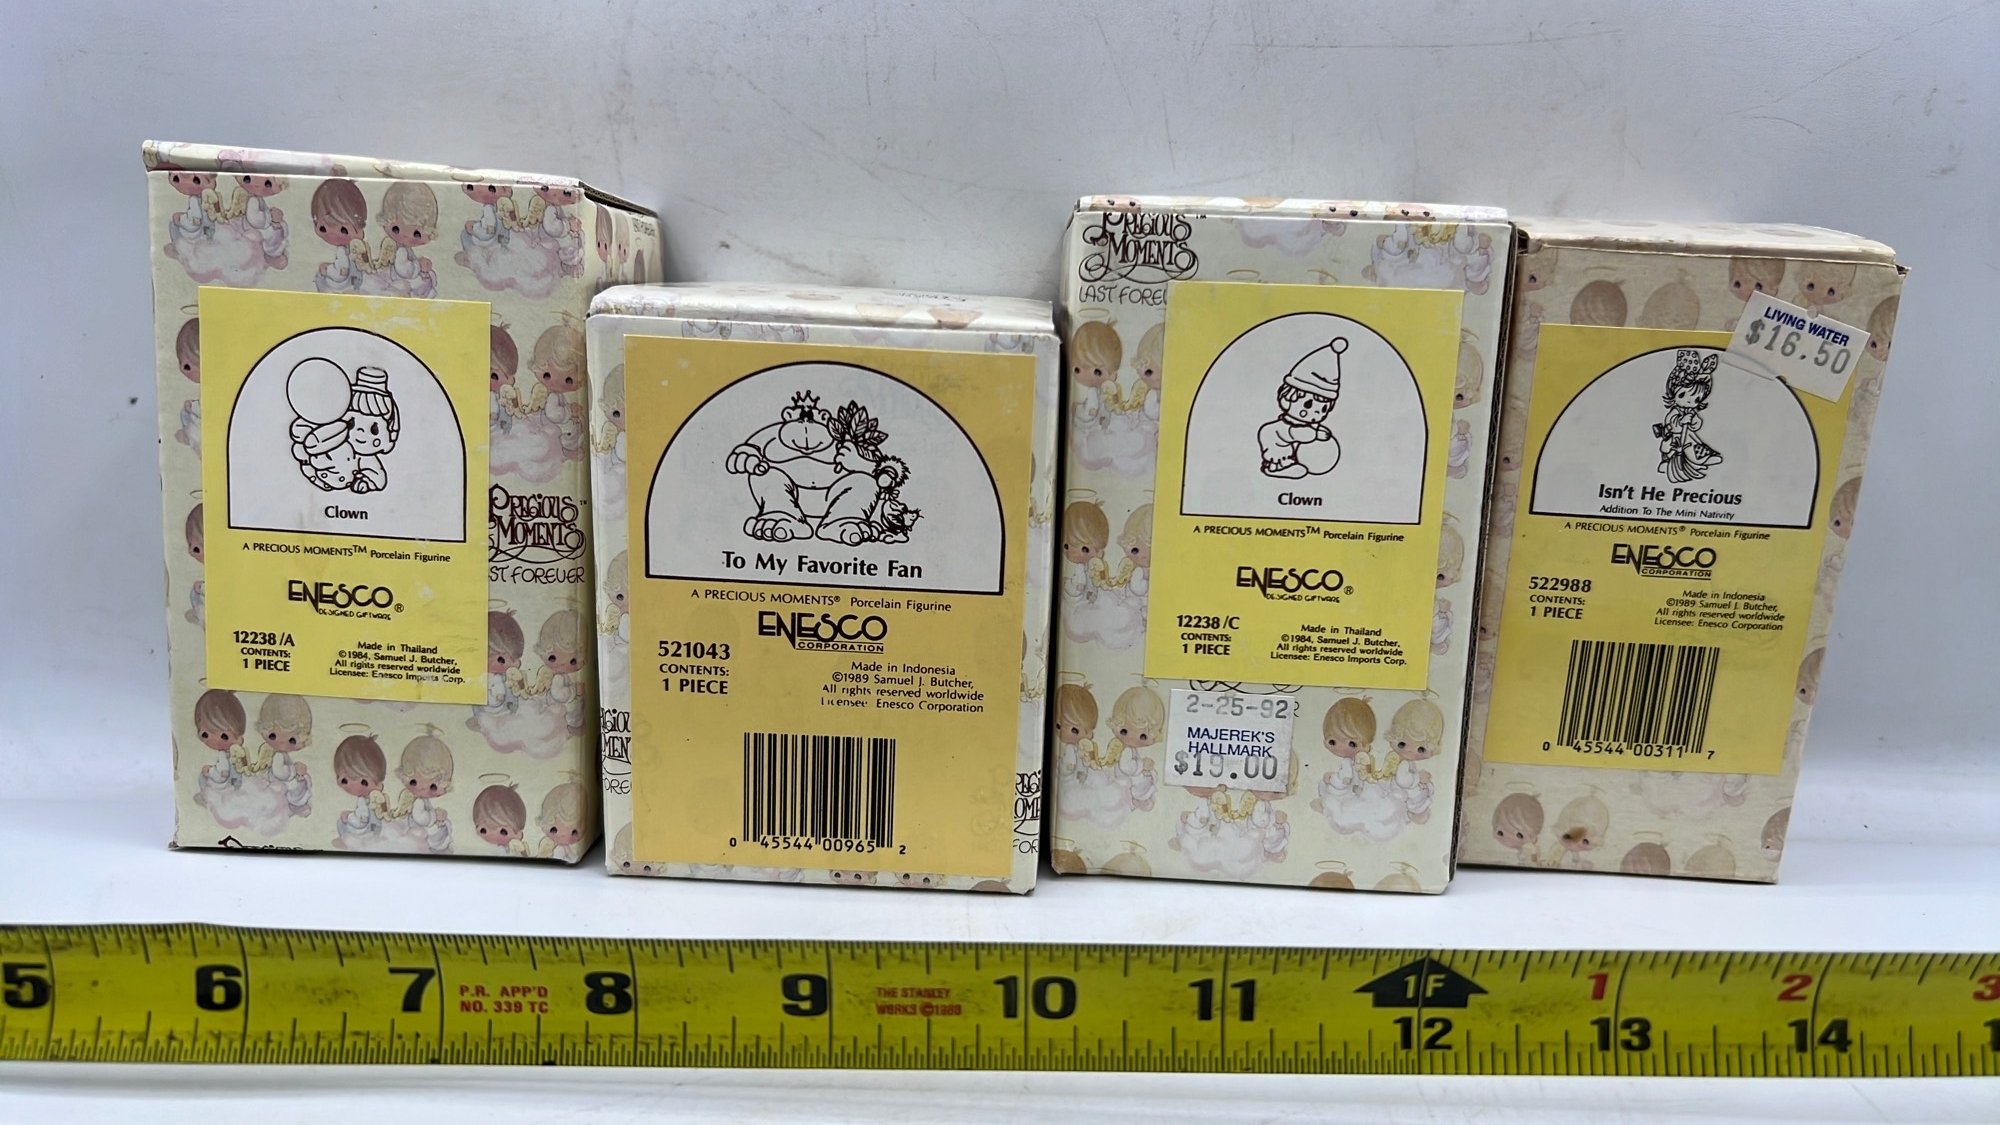 Clown
A PRECIOUS MOMENTS™ Porcelain Figurine
ENESCO®
DESIGNED GIFTWARE
12238/A
CONTENTS:
1 PIECE
Made in Thailand
©1984, Samuel J. Butcher,
All rights reserved worldwide
Licensee: Enesco Imports Corp.
PRECIOUS
MOMENTS™
ST FOREVER
To My Favorite Fan
A PRECIOUS MOMENTS® Porcelain Figurine
ENESCO
CORPORATION
521043
CONTENTS:
1 PIECE
Made in Indonesia
©1989 Samuel J. Butcher,
All rights reserved worldwide
Licensee: Enesco Corporation
0 45544 00965 2
PRECIOUS™
MOMENTS
LAST FOREV
Clown
A PRECIOUS MOMENTS™ Porcelain Figurine
ENESCO®
DESIGNED GIFTWARE
12238/C
CONTENTS:
1 PIECE
Made in Thailand
©1984, Samuel J. Butcher,
All rights reserved worldwide
Licensee: Enesco Imports Corp.
2-25-92
MAJEREK'S
HALLMARK
$19.00
LIVING WATER
$16.50
Isn't He Precious
Addition To The Mini Nativity
A PRECIOUS MOMENTS® Porcelain Figurine
ENESCO
CORPORATION
522988
CONTENTS:
1 PIECE
Made in Indonesia
©1989 Samuel J. Butcher,
All rights reserved worldwide
Licensee: Enesco Corporation
0 45544 00311 7
5 6 7 8 9 10 11 1F 12 1 13 2 14 3
P.R. APP'D
NO. 339 TC
THE STANLEY
WORKS ©1988